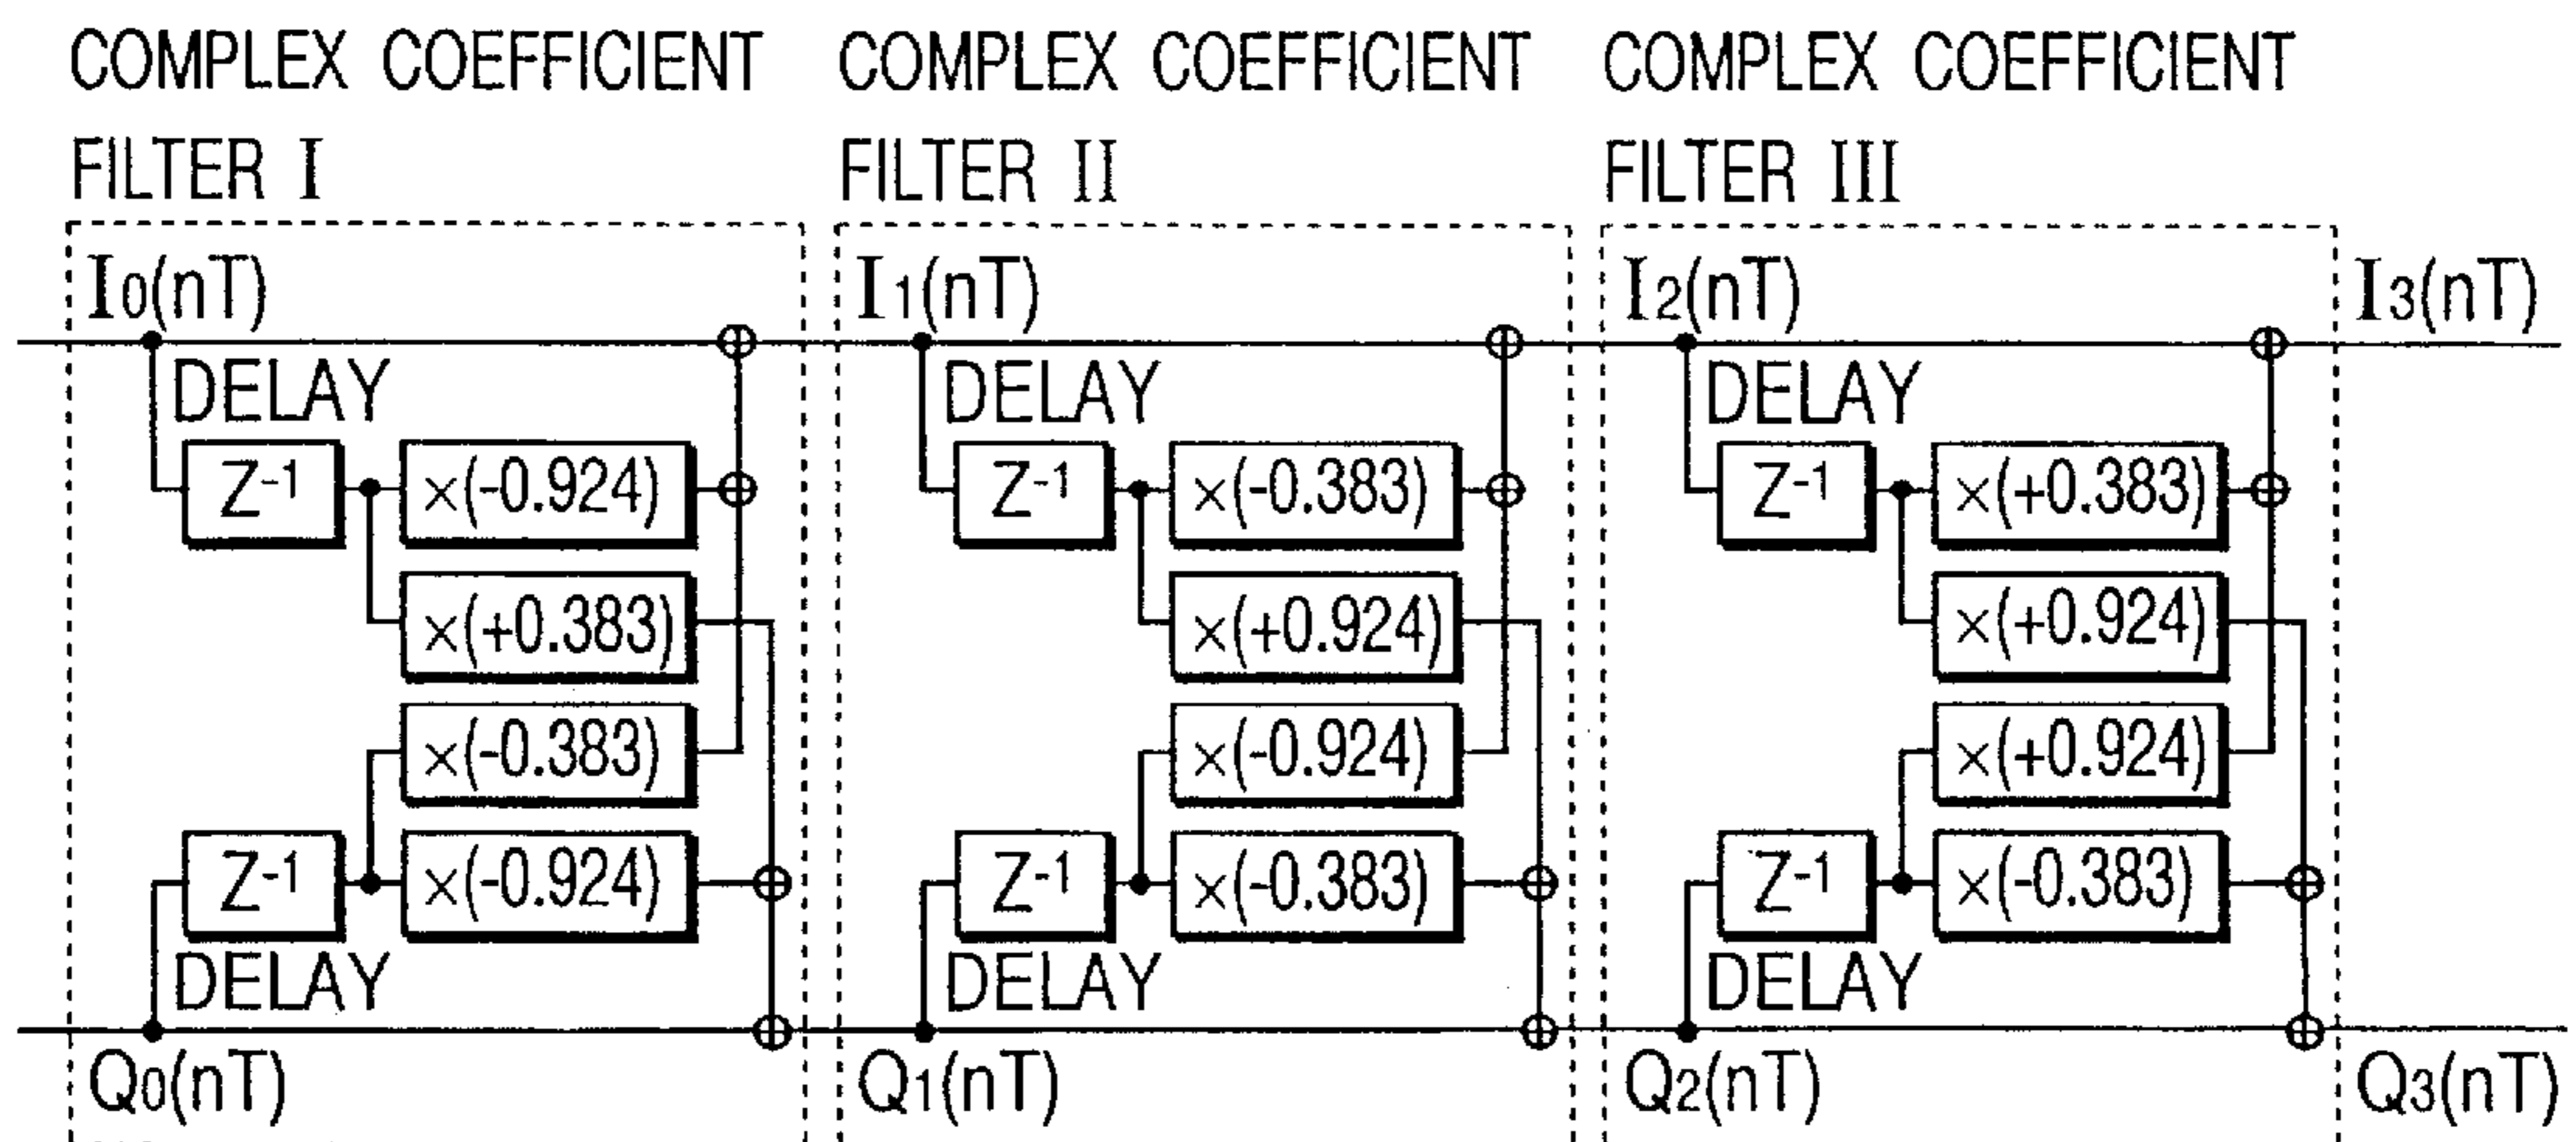 COMPLEX COEFFICIENT
FILTER I
COMPLEX COEFFICIENT
FILTER II
COMPLEX COEFFICIENT
FILTER III
I0(nT)
DELAY
Z-1
×(-0.924)
×(+0.383)
×(-0.383)
Z-1
×(-0.924)
DELAY
Q0(nT)
I1(nT)
DELAY
Z-1
×(-0.383)
×(+0.924)
×(-0.924)
Z-1
×(-0.383)
DELAY
Q1(nT)
I2(nT)
DELAY
Z-1
×(+0.383)
×(+0.924)
×(+0.924)
Z-1
×(-0.383)
DELAY
Q2(nT)
I3(nT)
Q3(nT)